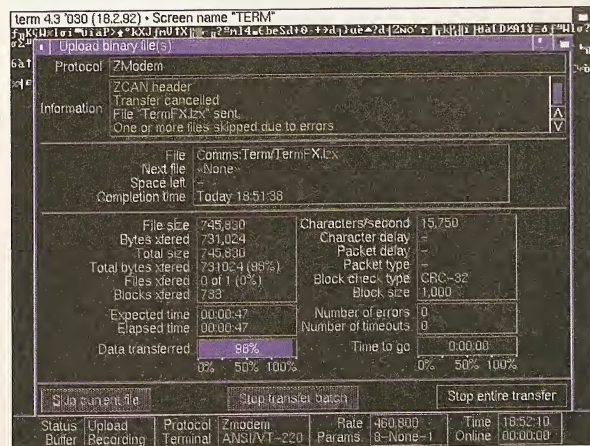 term 4.3 '030 (18.2.92) • Screen name "TERM"
Upload binary file(s)
Protocol ZModem
Information
ZCAN header
Transfer cancelled
File "TermFX.lzx" sent.
One or more files skipped due to errors
File Comms:Term/TermFX.lzx
Next file -None-
Space left -
Completion time Today 18:51:38
File size 745,830
Bytes xfered 731,024
Total size 745,830
Total bytes xfered 731024 (98%)
Files xfered 0 of 1 (0%)
Blocks xfered 733
Expected time 00:00:47
Elapsed time 00:00:47
Characters/second 15,750
Character delay -
Packet delay -
Packet type -
Block check type CRC-32
Block size 1,000
Number of errors 0
Number of timeouts 0
Data transferred 98%
0% 50% 100%
Time to go 0:00:00
0% 50% 100%
Skip current file
Stop transfer batch
Stop entire transfer
Status Upload Protocol Zmodem Rate 460,800 Time 18:52:10
Buffer Recording Terminal ANSI/VT-220 Params 8-None-1 Online 00:00:00